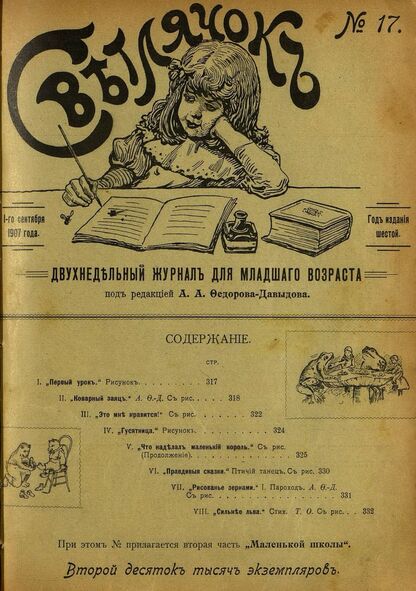 СВѢТЛЯЧОКЪ
№ 17.
1-го сентября
1907 года.
Годъ изданія
шестой.
ДВУХНЕДѢЛЬНЫЙ ЖУРНАЛЪ ДЛЯ МЛАДШАГО ВОЗРАСТА
подъ редакціей А. А. Ѳедорова-Давыдова.
СОДЕРЖАНІЕ.
СТР.
I. „Первый урокъ.“ Рисунокъ. . . . . . . 317
II. „Коварный заяцъ.“ А. Ѳ.-Д. Съ рис. . . . . 318
III. „Это мнѣ нравится!“ Съ рис. . . . . . 322
IV. „Гусятница.“ Рисунокъ. . . . . . . 324
V. „Что надѣлалъ маленькій король.“ Съ рис.
(Продолженіе). . . . . . . . . . . 325
VI. „Правдивыя сказки.“ Птичій танецъ. Съ рис. 330
VII. „Рисованье зернами.“ I. Пароходъ. А. Ѳ.-Д.
Съ рис. . . . . . . . . . . . . 331
VIII. „Сильнѣе льва.“ Стих. Т. О. Съ рис. . . 332
При этомъ № прилагается вторая часть „Маленькой школы“.
Второй десятокъ тысячъ экземпляровъ.